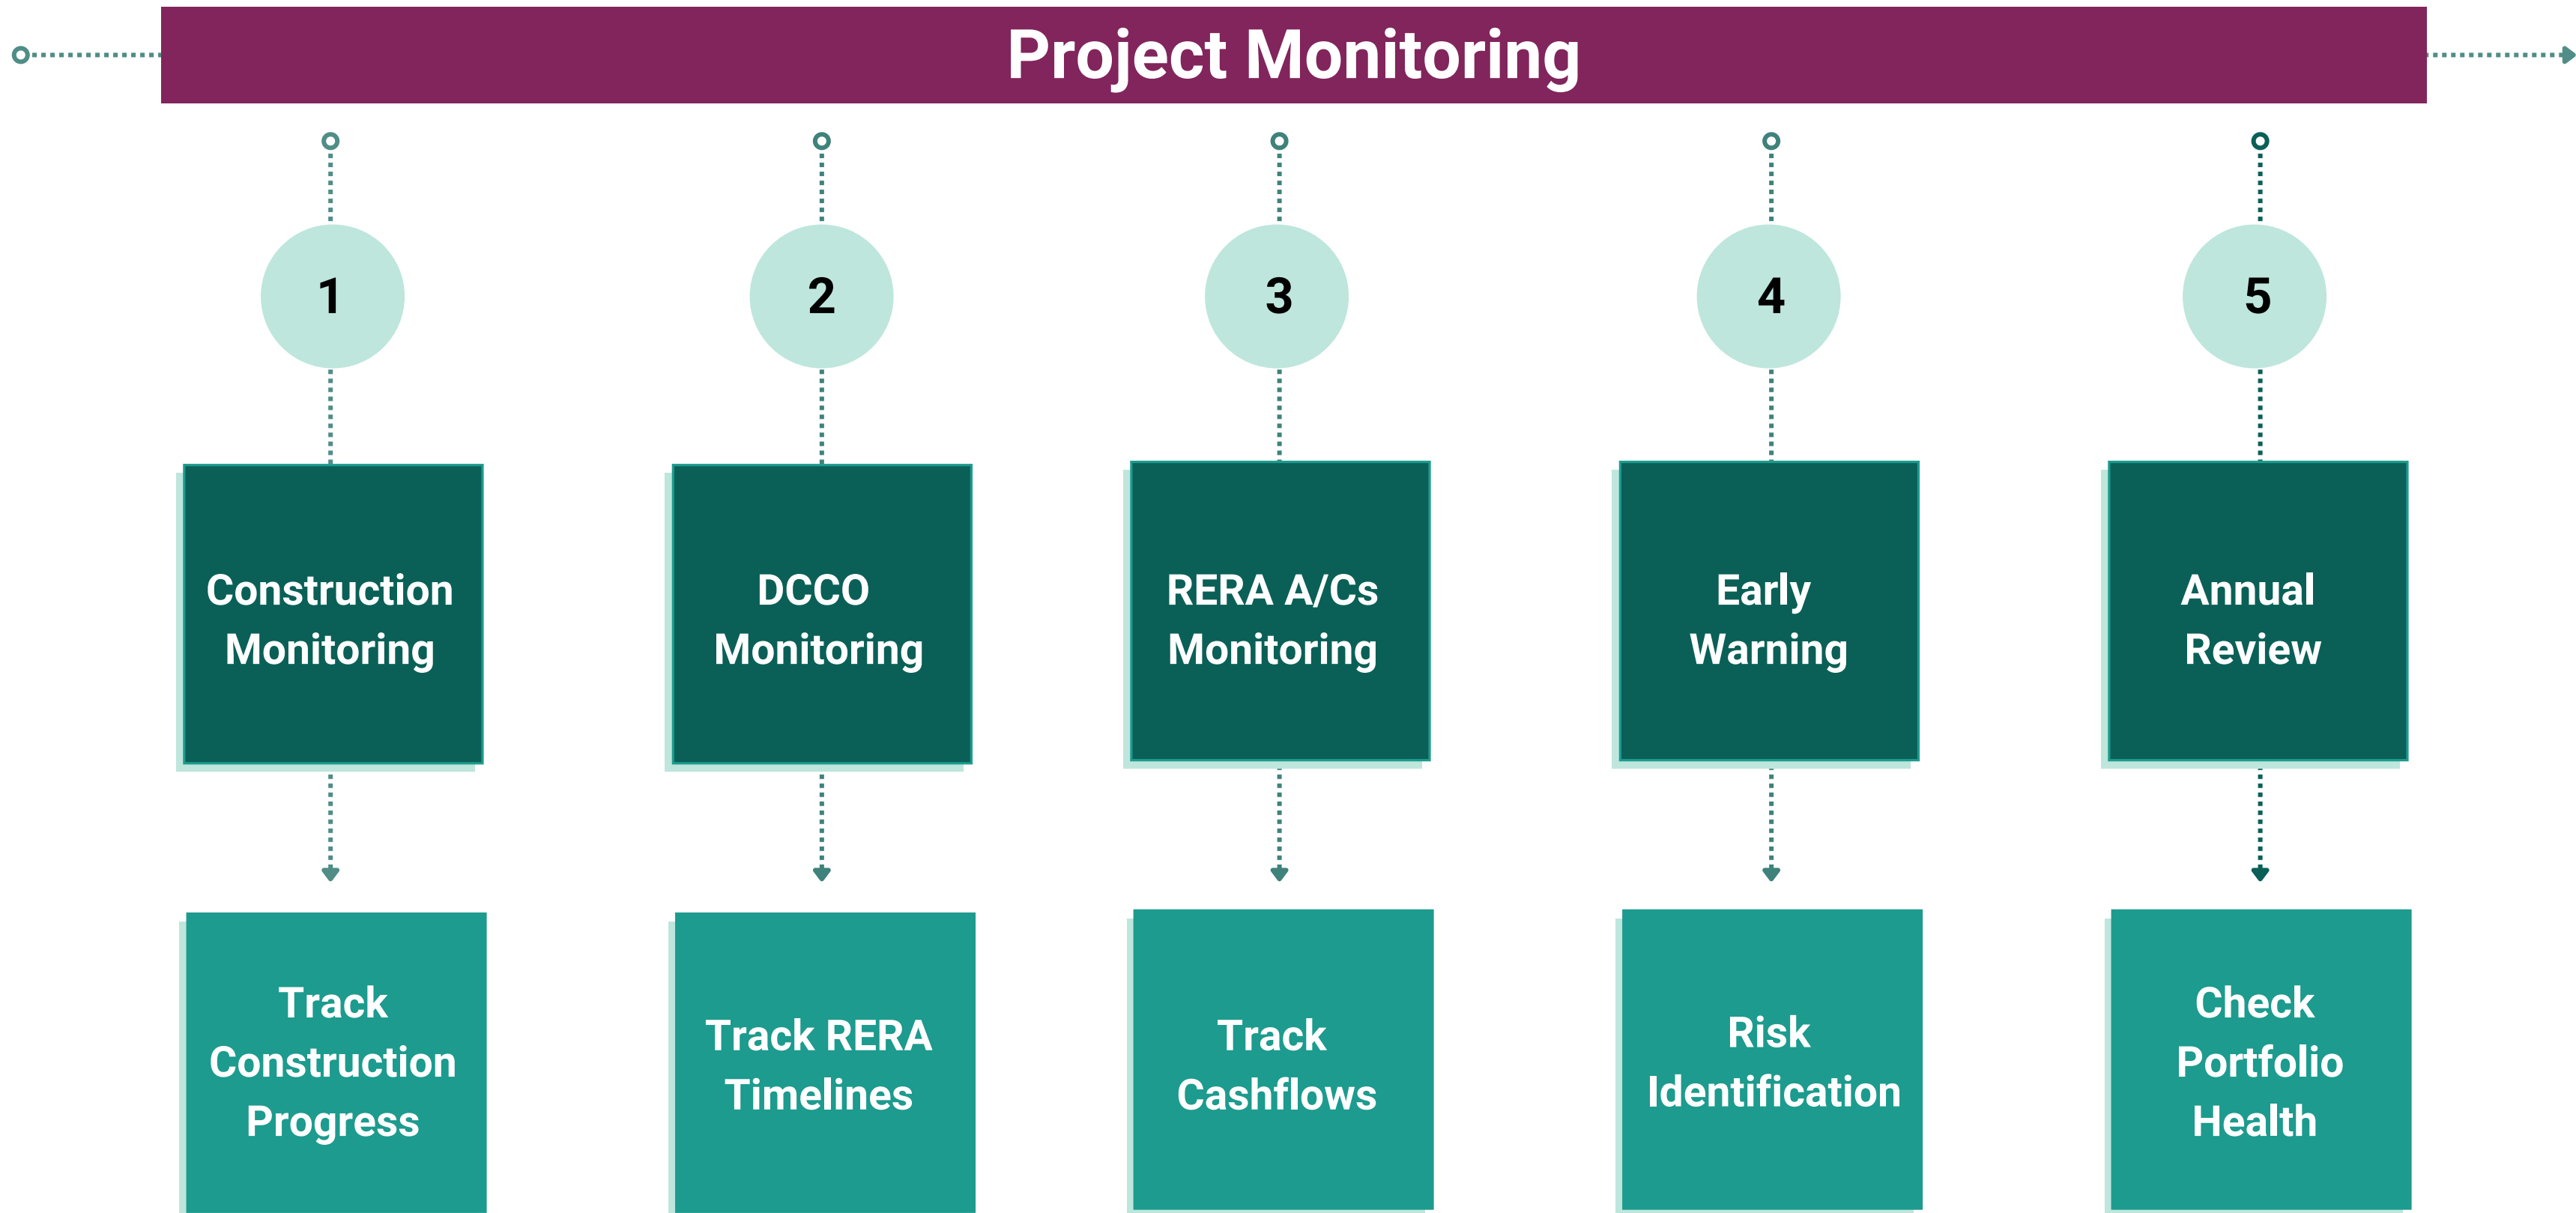 Project Monitoring
1
2
3
4
5
Construction
Monitoring
DCCO
Monitoring
RERA A/Cs
Monitoring
Early
Warning
Annual
Review
Track
Construction
Progress
Track RERA
Timelines
Track
Cashflows
Risk
Identification
Check
Portfolio
Health